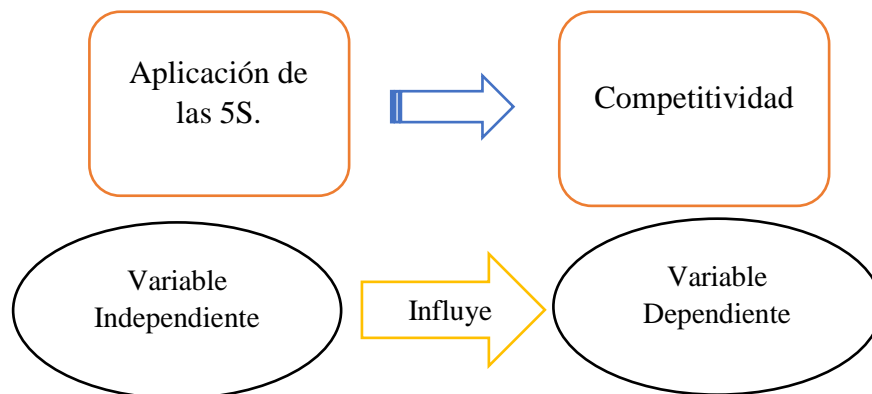 Aplicación de
las 5S.
Competitividad
Variable
Independiente
Influye
Variable
Dependiente